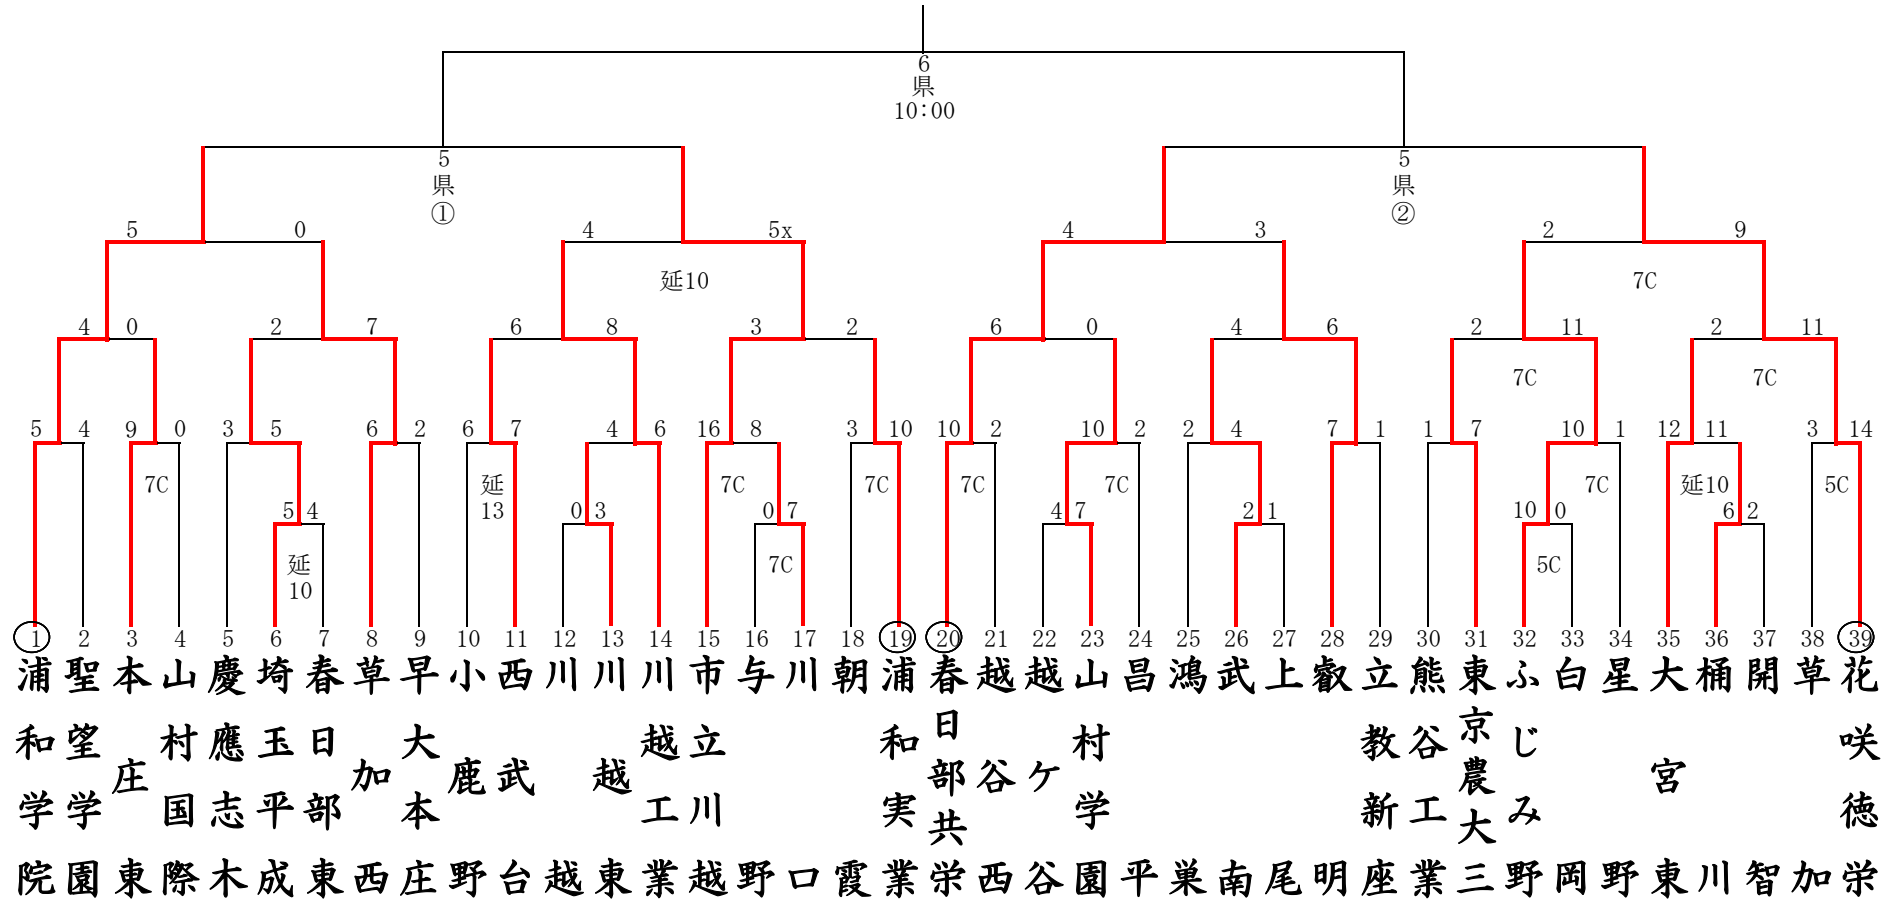 6
県
10:00
5
県
①
5
県
②
5 0 4 5x 4 3 2 9
延10 7C
4 0 2 7 6 8 3 2 6 0 4 6 2 11 2 11
7C 7C
5 4 9 0 3 5 6 2 6 7 4 6 16 8 3 10 10 2 10 2 2 4 7 1 1 7 10 1 12 11 3 14
7C 延
13 7C 7C 7C 7C 7C 延10 5C
5 4 0 3 0 7 4 7 2 1 10 0 6 2
延
10 7C 5C
1 2 3 4 5 6 7 8 9 10 11 12 13 14 15 16 17 18 19 20 21 22 23 24 25 26 27 28 29 30 31 32 33 34 35 36 37 38 39
浦和学院
聖望学園
本庄東
山村国際
慶應志木
埼玉平成
春日部東
草加西
早大本庄
小鹿野
西武台
川越
川越東
川越工業
市立川越
与野
川口
朝霞
浦和実業
春日部共栄
越谷西
越ケ谷
山村学園
昌平
鴻巣
武南
上尾
叡明
立教新座
熊谷工業
東京農大三
ふじみ野
白岡
星野
大宮東
桶川
開智
草加
花咲徳栄